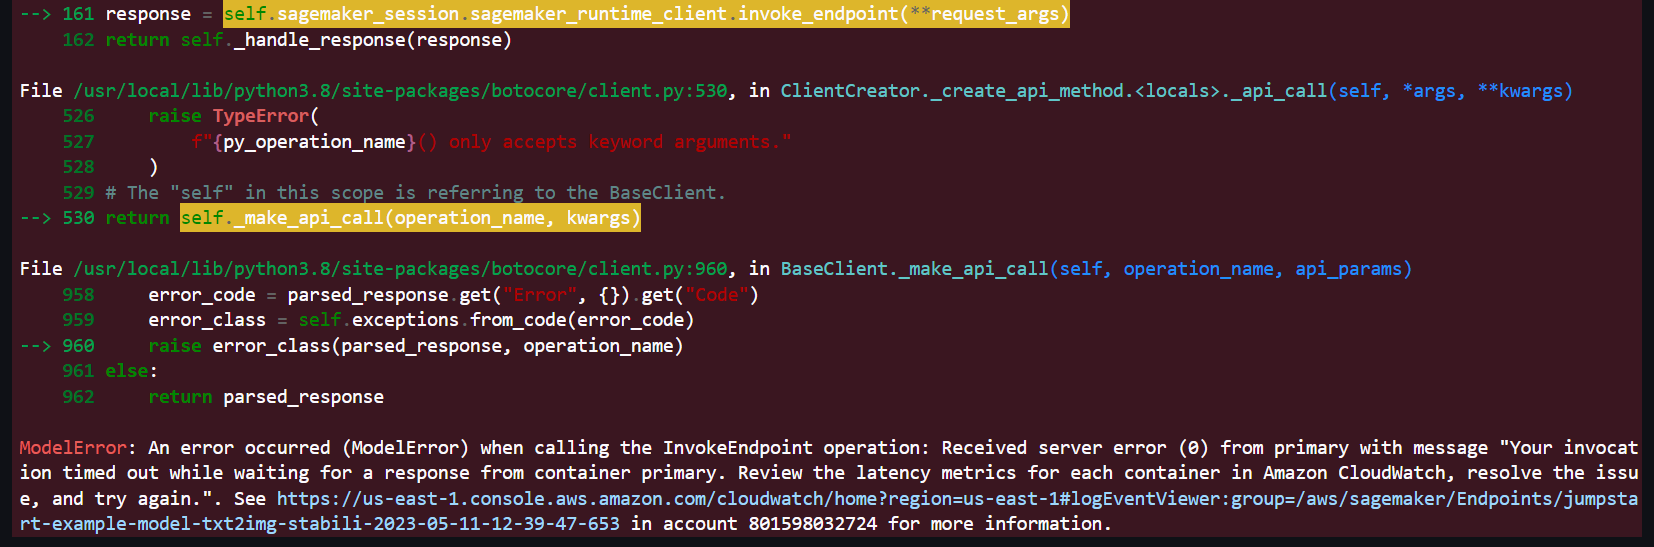 --> 161 response = self.sagemaker_session.sagemaker_runtime_client.invoke_endpoint(**request_args)
    162 return self._handle_response(response)
File /usr/local/lib/python3.8/site-packages/botocore/client.py:530, in ClientCreator._create_api_method.<locals>._api_call(self, *args, **kwargs)
    526     raise TypeError(
    527         f"{py_operation_name}() only accepts keyword arguments."
    528     )
    529 # The "self" in this scope is referring to the BaseClient.
--> 530 return self._make_api_call(operation_name, kwargs)
File /usr/local/lib/python3.8/site-packages/botocore/client.py:960, in BaseClient._make_api_call(self, operation_name, api_params)
    958     error_code = parsed_response.get("Error", {}).get("Code")
    959     error_class = self.exceptions.from_code(error_code)
--> 960     raise error_class(parsed_response, operation_name)
    961 else:
    962     return parsed_response
ModelError: An error occurred (ModelError) when calling the InvokeEndpoint operation: Received server error (0) from primary with message "Your invocat
ion timed out while waiting for a response from container primary. Review the latency metrics for each container in Amazon CloudWatch, resolve the issu
e, and try again.". See https://us-east-1.console.aws.amazon.com/cloudwatch/home?region=us-east-1#logEventViewer:group=/aws/sagemaker/Endpoints/jumpsta
rt-example-model-txt2img-stabili-2023-05-11-12-39-47-653 in account 801598032724 for more information.